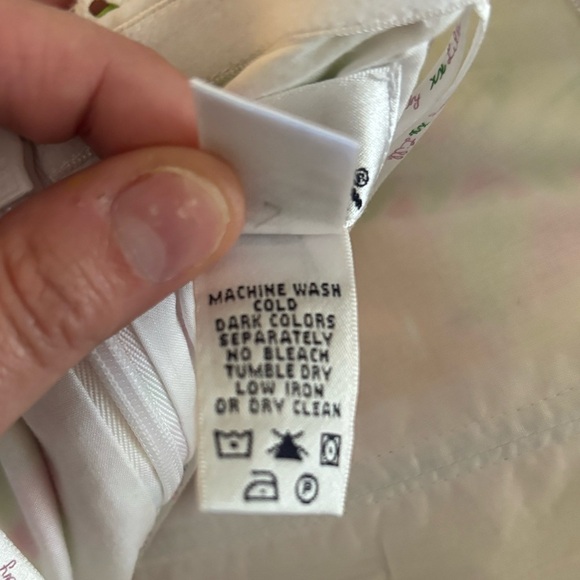 MACHINE WASH
COLD
DARK COLORS
SEPARATELY
NO BLEACH
TUMBLE DRY
LOW IRON
OR DRY CLEAN
P